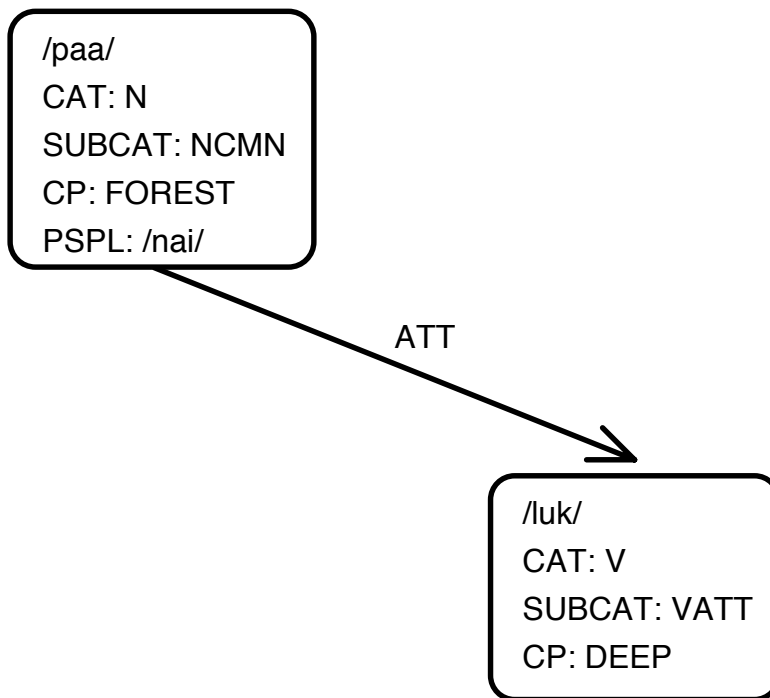 /paa/
CAT: N
SUBCAT: NCMN
CP: FOREST
PSPL: /nai/
ATT
/luk/
CAT: V
SUBCAT: VATT
CP: DEEP